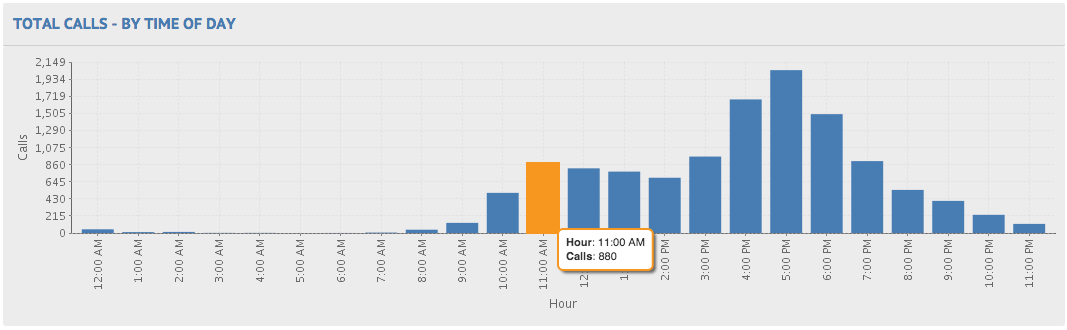 TOTAL CALLS - BY TIME OF DAY
2,149
1,934
1,719
1,505
1,290
1,075
860
645
430
215
0
Calls
12:00 AM
1:00 AM
2:00 AM
3:00 AM
4:00 AM
5:00 AM
6:00 AM
7:00 AM
8:00 AM
9:00 AM
10:00 AM
11:00 AM
12:
1:
2:00 PM
3:00 PM
4:00 PM
5:00 PM
6:00 PM
7:00 PM
8:00 PM
9:00 PM
10:00 PM
11:00 PM
Hour: 11:00 AM
Calls: 880
Hour